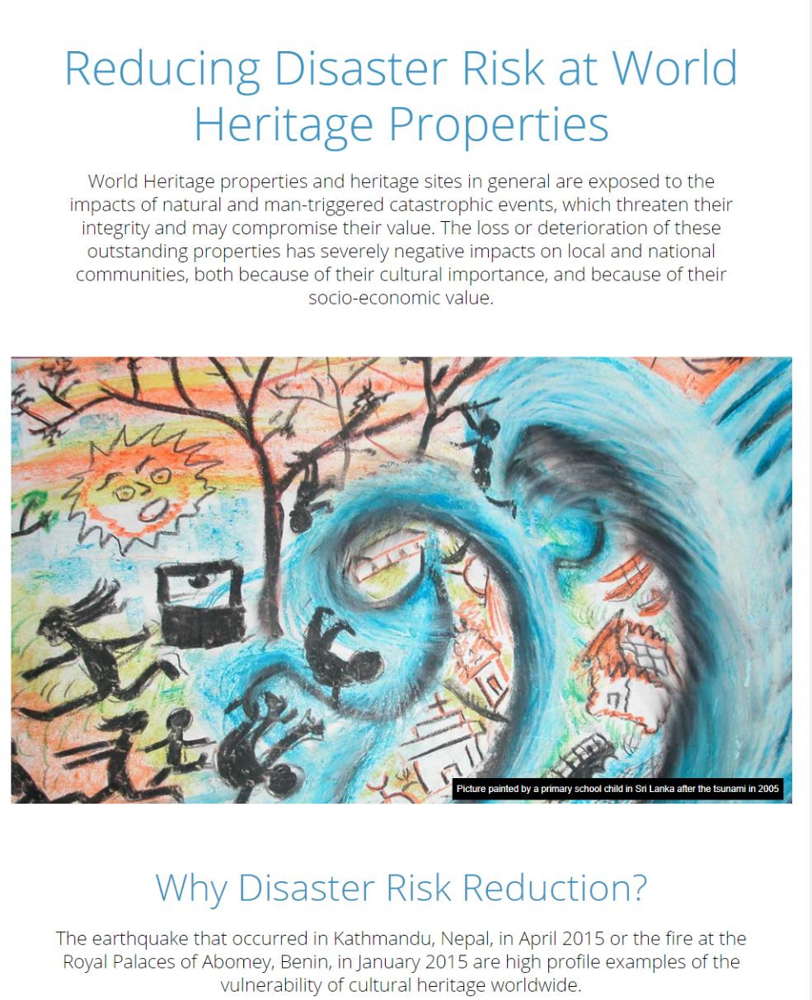 Reducing Disaster Risk at World
Heritage Properties
World Heritage properties and heritage sites in general are exposed to the
impacts of natural and man-triggered catastrophic events, which threaten their
integrity and may compromise their value. The loss or deterioration of these
outstanding properties has severely negative impacts on local and national
communities, both because of their cultural importance, and because of their
socio-economic value.
Picture painted by a primary school child in Sri Lanka after the tsunami in 2005
Why Disaster Risk Reduction?
The earthquake that occurred in Kathmandu, Nepal, in April 2015 or the fire at the
Royal Palaces of Abomey, Benin, in January 2015 are high profile examples of the
vulnerability of cultural heritage worldwide.